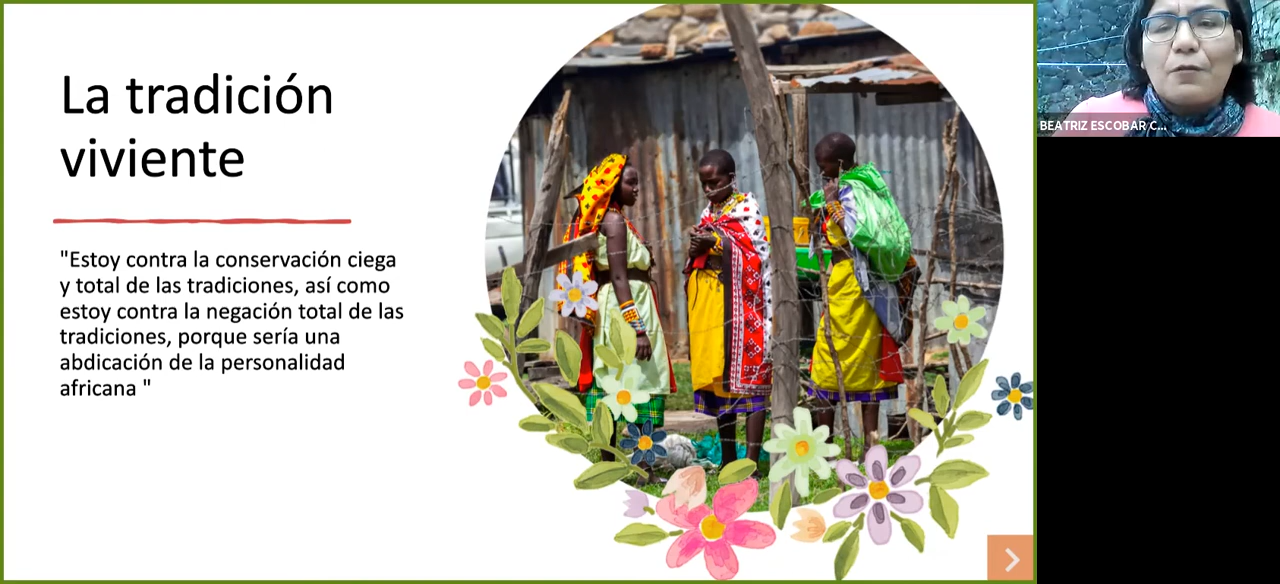 La tradición
viviente
"Estoy contra la conservación ciega
y total de las tradiciones, así como
estoy contra la negación total de las
tradiciones, porque sería una
abdicación de la personalidad
africana "
BEATRIZ ESCOBAR C...